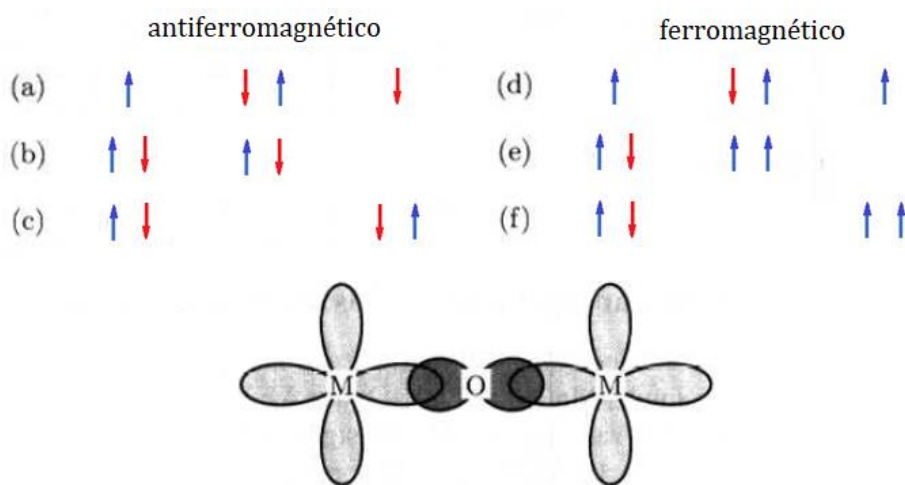 antiferromagnético ferromagnético
(a) (d)
(b) (e)
(c) (f)
M O M